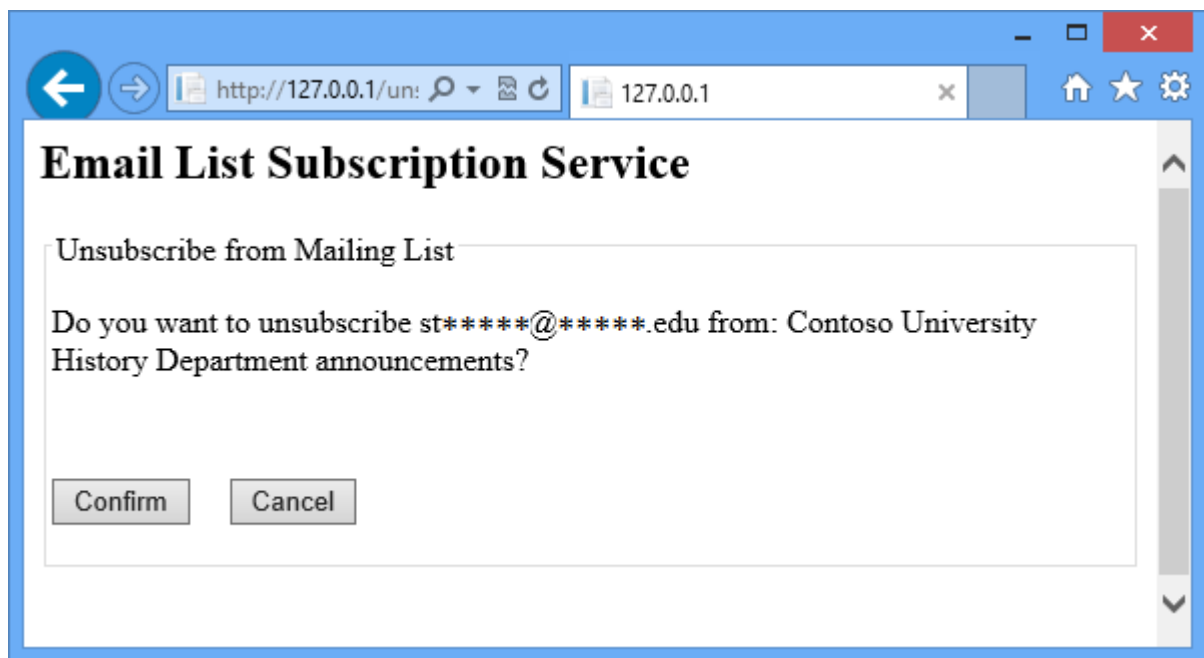 http://127.0.0.1/un:
127.0.0.1
Email List Subscription Service
Unsubscribe from Mailing List
Do you want to unsubscribe st*****@*****.edu from: Contoso University
History Department announcements?
Confirm
Cancel